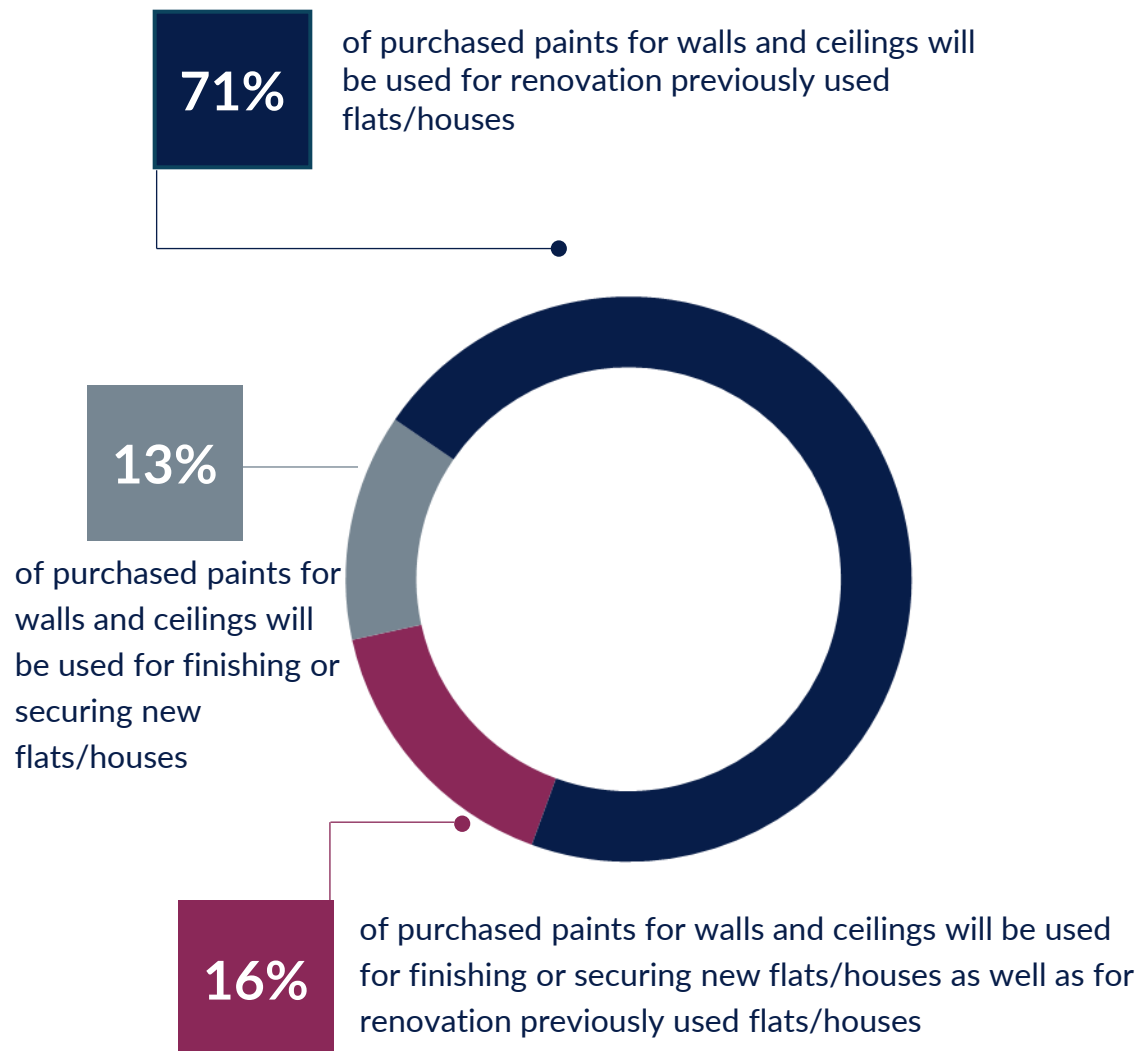 71%
of purchased paints for walls and ceilings will
be used for renovation previously used
flats/houses
13%
of purchased paints for
walls and ceilings will
be used for finishing or
securing new
flats/houses
16%
of purchased paints for walls and ceilings will be used
for finishing or securing new flats/houses as well as for
renovation previously used flats/houses